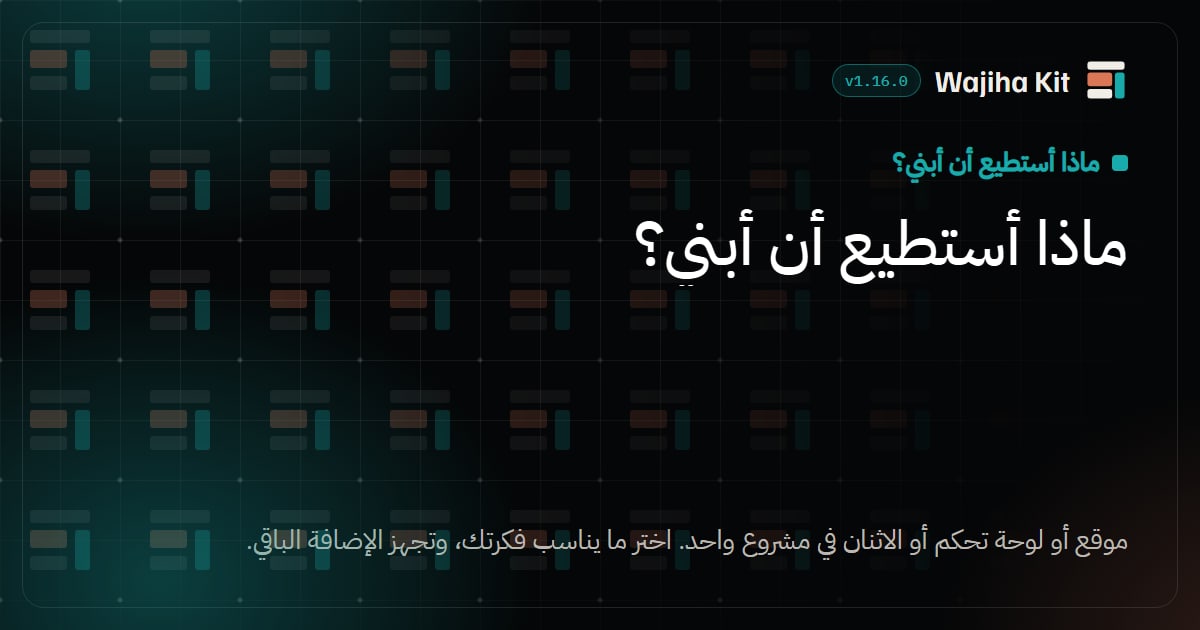 Wajiha Kit
v1.16.0
ماذا أستطيع أن أبني؟
ماذا أستطيع أن أبني؟
موقع أو لوحة تحكم أو الاثنان في مشروع واحد. اختر ما يناسب فكرتك، وتجهز الإضافة الباقي.